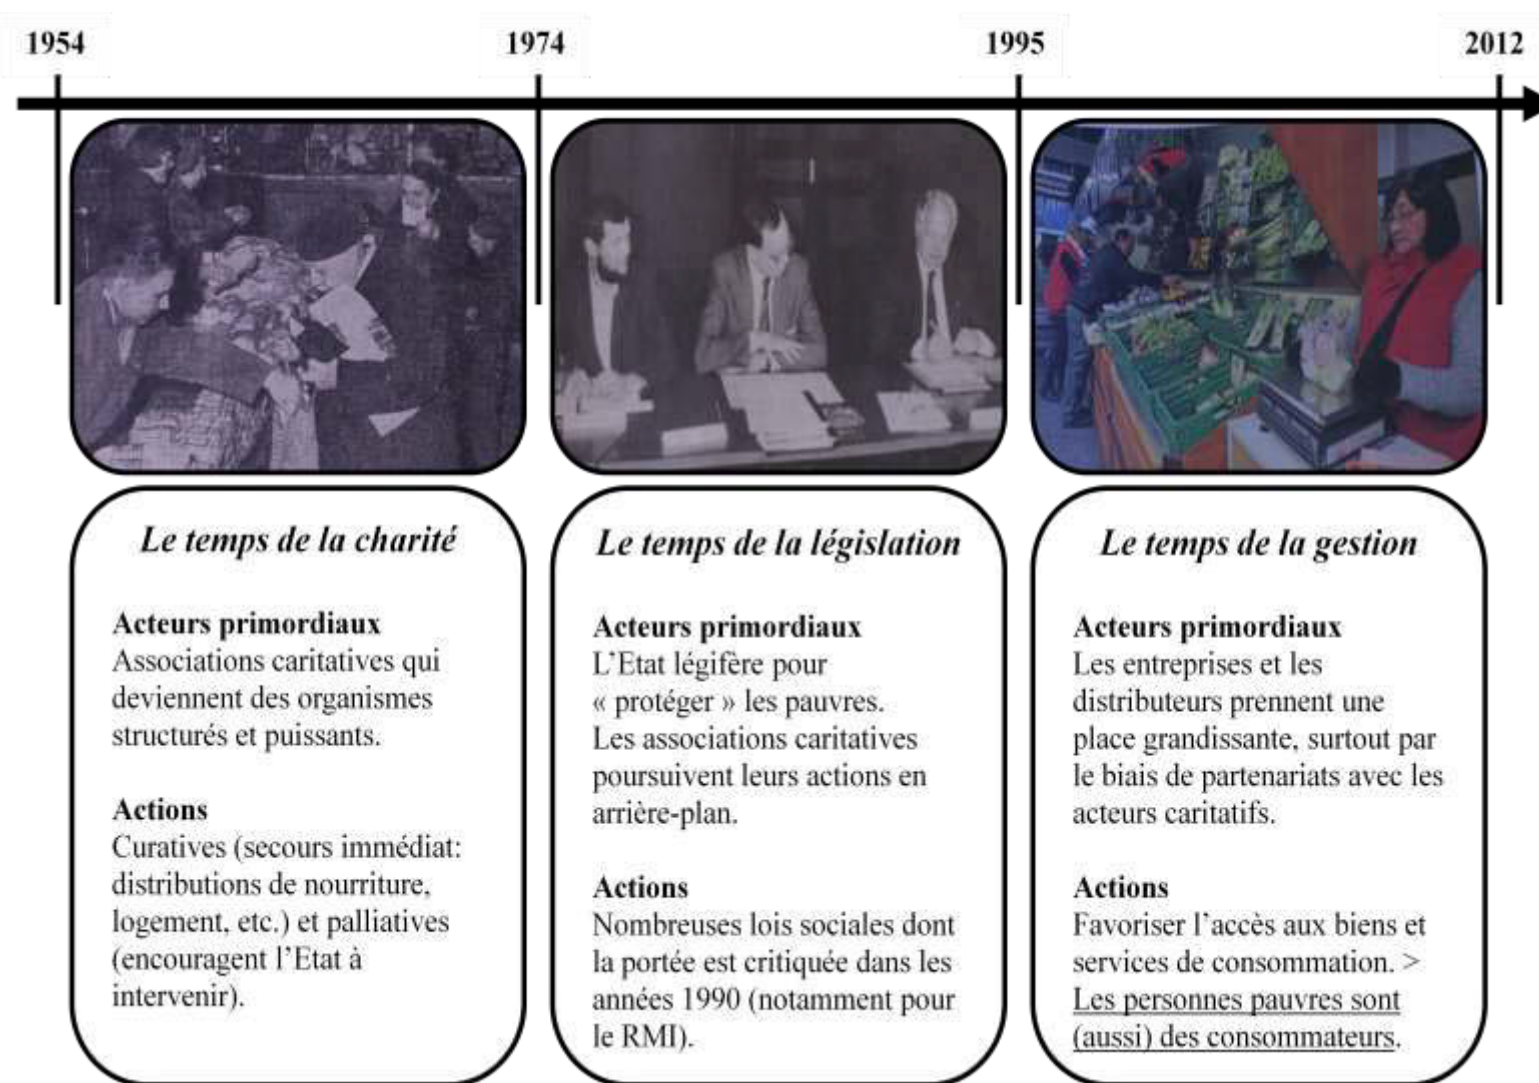 1954
1974
1995
2012
Le temps de la charité
Acteurs primordiaux
Associations caritatives qui
deviennent des organismes
structurés et puissants.
Actions
Curatives (secours immédiat:
distributions de nourriture,
logement, etc.) et palliatives
(encouragent l’Etat à
intervenir).
Le temps de la législation
Acteurs primordiaux
L’Etat légifère pour
« protéger » les pauvres.
Les associations caritatives
poursuivent leurs actions en
arrière-plan.
Actions
Nombreuses lois sociales dont
la portée est critiquée dans les
années 1990 (notamment pour
le RMI).
Le temps de la gestion
Acteurs primordiaux
Les entreprises et les
distributeurs prennent une
place grandissante, surtout par
le biais de partenariats avec les
acteurs caritatifs.
Actions
Favoriser l’accès aux biens et
services de consommation. >
Les personnes pauvres sont
(aussi) des consommateurs.